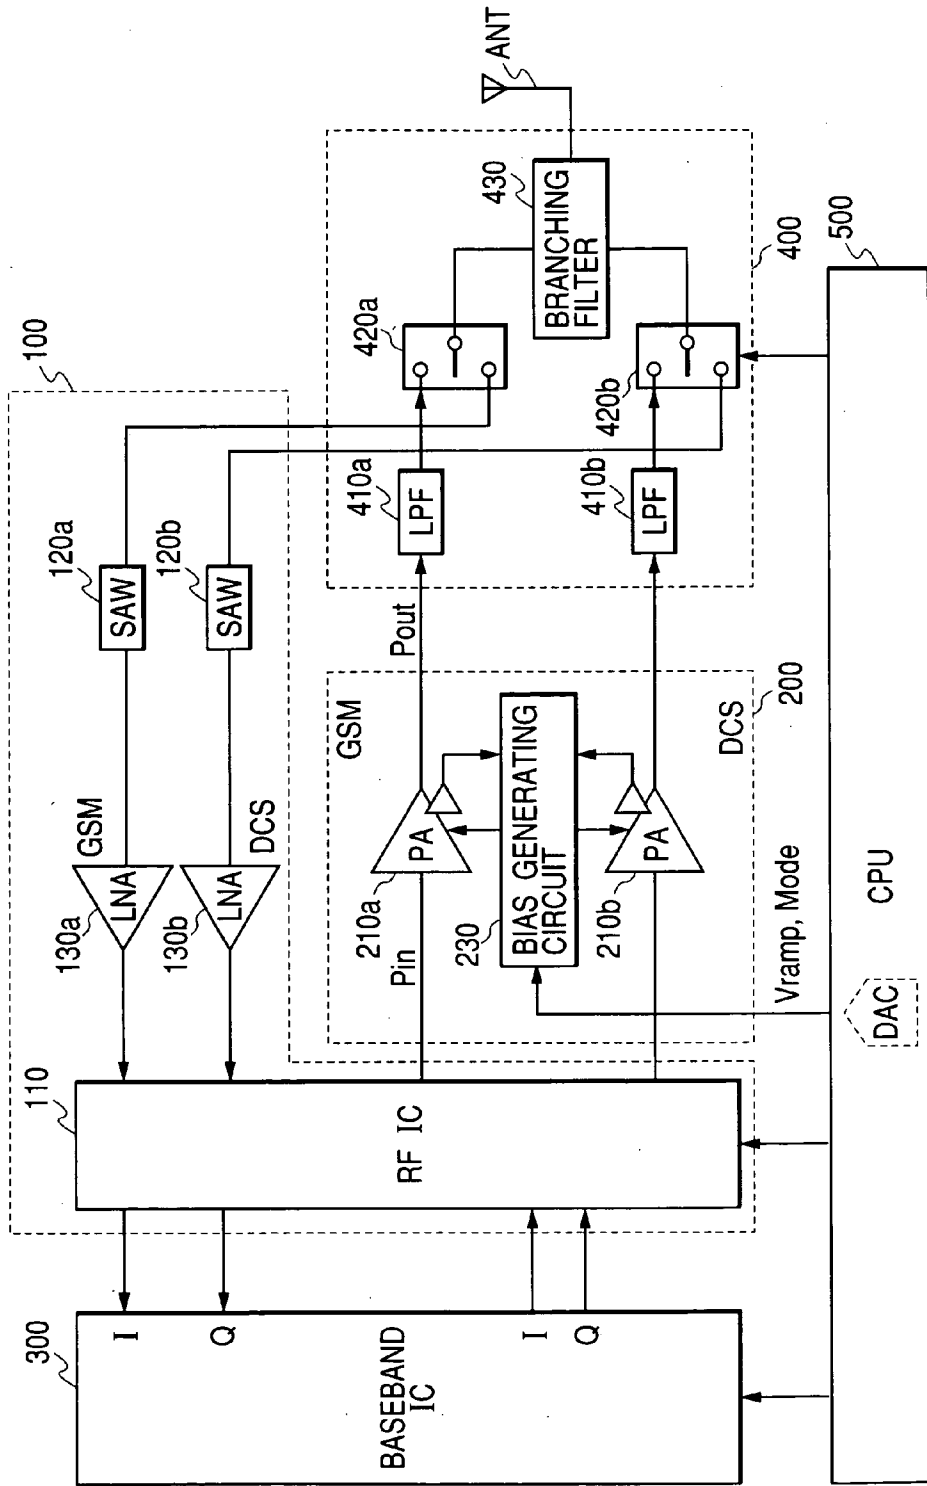 100
120a
SAW
120b
SAW
GSM
130a
LNA
DCS
130b
LNA
110
RF IC
300
I
Q
BASEBAND
IC
I
Q
GSM
210a
PA
Pin
Pout
230
BIAS GENERATING
CIRCUIT
210b
PA
DCS
200
410a
LPF
420a
410b
LPF
420b
430
BRANCHING
FILTER
400
ANT
Vramp, Mode
DAC
CPU
500